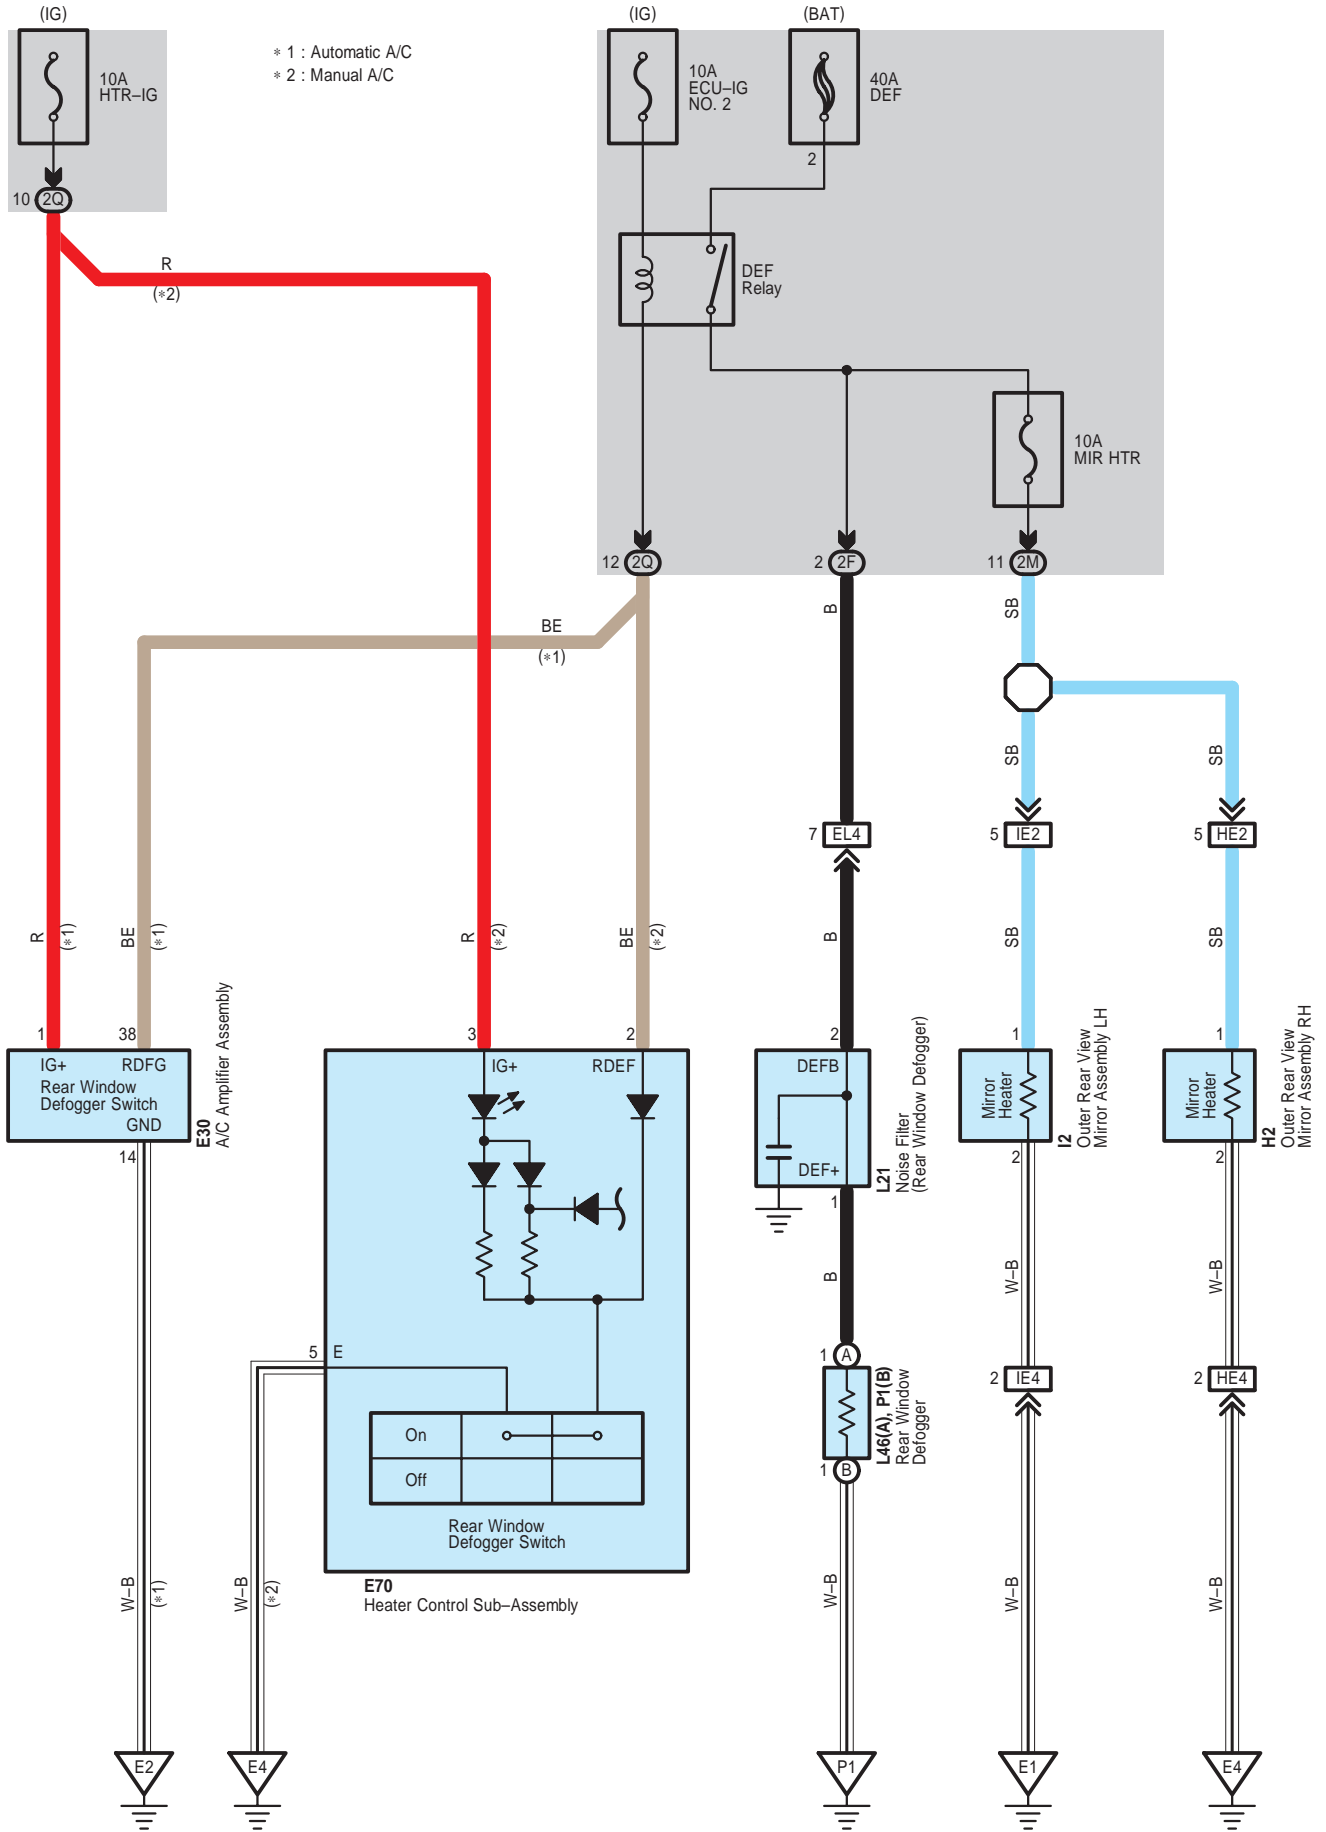 (IG)
(IG)
(BAT)
∗ 1 : Automatic A/C
∗ 2 : Manual A/C
10A
HTR–IG
10A
ECU–IG
NO. 2
40A
DEF
2
10 2Q
R
(∗2)
DEF
Relay
10A
MIR HTR
12 2Q
2 2F
11 2M
B
SB
BE
(∗1)
SB
SB
7 EL4
5 IE2
5 HE2
R
(∗1)
BE
(∗1)
R
(∗2)
BE
(∗2)
B
SB
SB
1
38
3
2
2
1
1
IG+
RDFG
Rear Window
Defogger Switch
GND
14
E30
A/C Amplifier Assembly
IG+
RDEF
DEFB
DEF+
1
L21
Noise Filter
(Rear Window Defogger)
Mirror
Heater
2
I2
Outer Rear View
Mirror Assembly LH
Mirror
Heater
2
H2
Outer Rear View
Mirror Assembly RH
B
W–B
W–B
5 E
1 A
L46(A), P1(B)
Rear Window
Defogger
1 B
2 IE4
2 HE4
On
Off
Rear Window
Defogger Switch
E70
Heater Control Sub–Assembly
W–B
(∗1)
W–B
(∗2)
W–B
W–B
W–B
E2
E4
P1
E1
E4